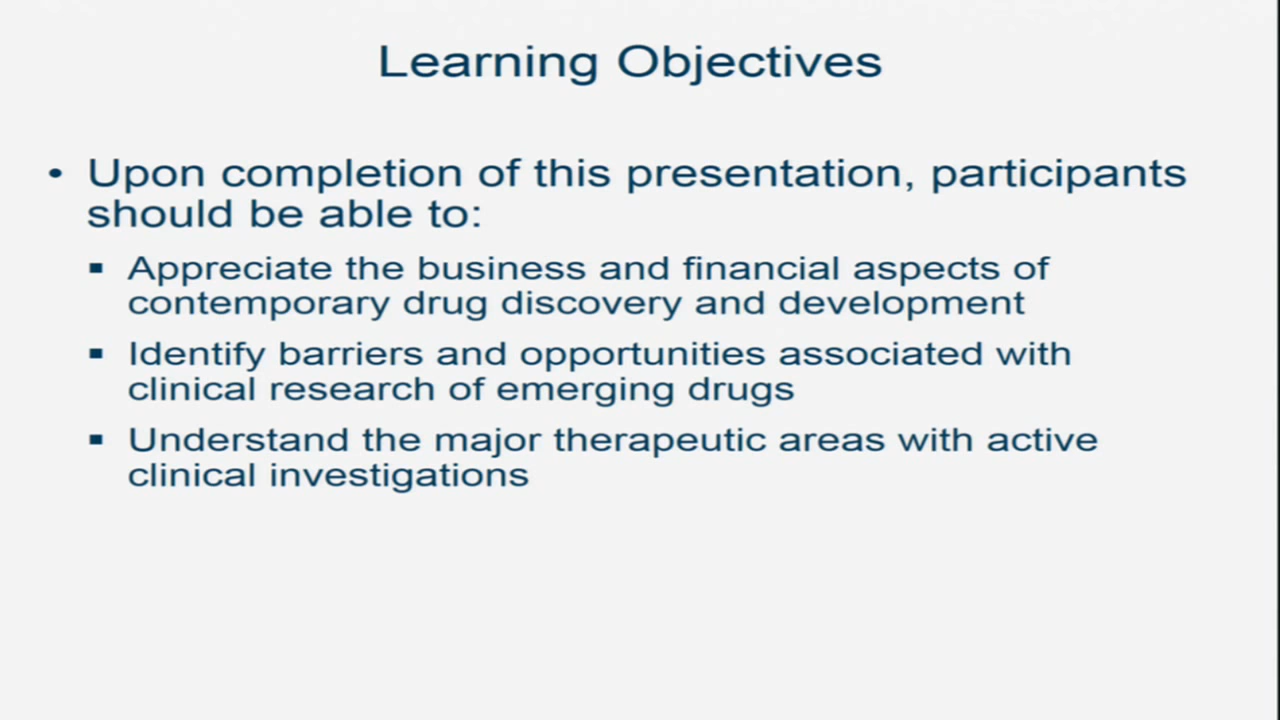 Learning Objectives
• Upon completion of this presentation, participants
should be able to:
▪ Appreciate the business and financial aspects of
contemporary drug discovery and development
▪ Identify barriers and opportunities associated with
clinical research of emerging drugs
▪ Understand the major therapeutic areas with active
clinical investigations